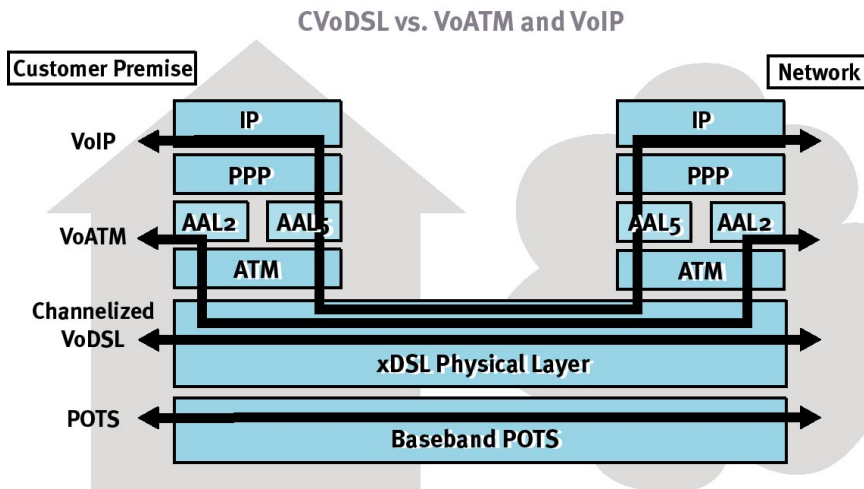 CVoDSL vs. VoATM and VoIP
Customer Premise
Network
IP
IP
VoIP
PPP
PPP
AAL2
AAL5
AAL5
AAL2
VoATM
ATM
ATM
Channelized
VoDSL
xDSL Physical Layer
POTS
Baseband POTS